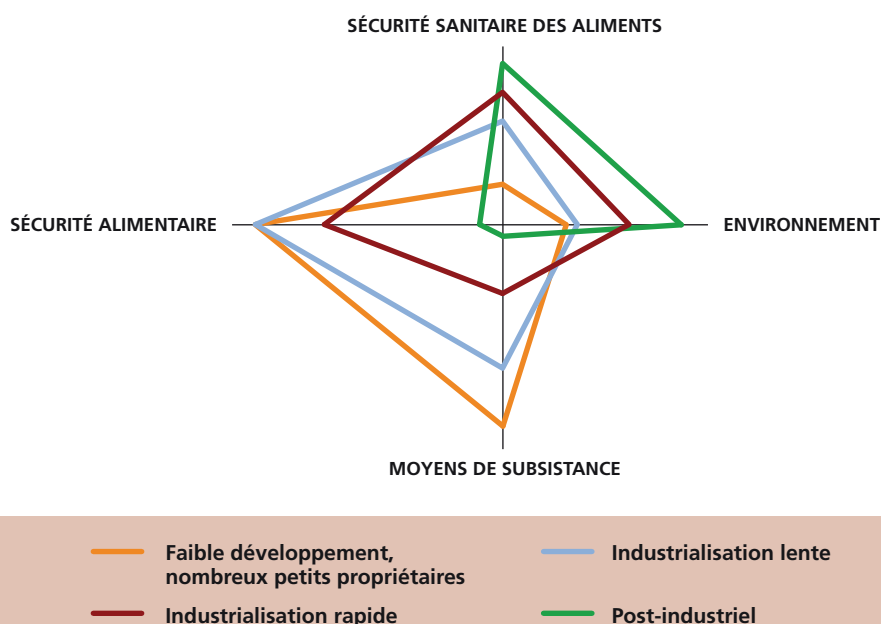 SÉCURITÉ SANITAIRE DES ALIMENTS
SÉCURITÉ ALIMENTAIRE
ENVIRONNEMENT
MOYENS DE SUBSISTANCE
Faible développement,
nombreux petits propriétaires
Industrialisation lente
Industrialisation rapide
Post-industriel